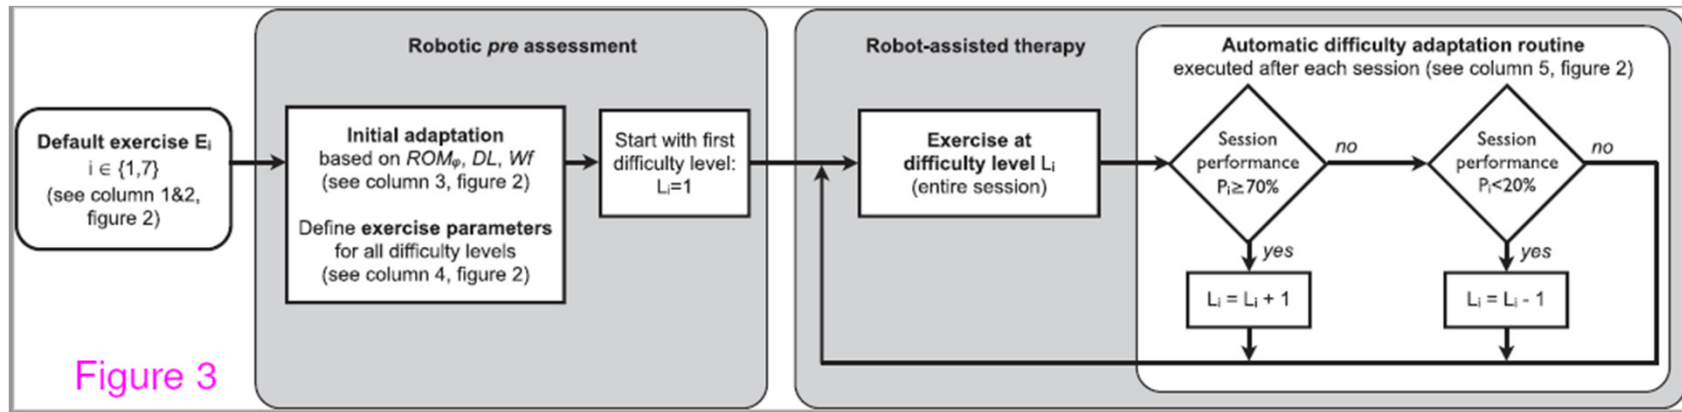 Default exercise Ei
i ∈ {1,7}
(see column 1&2,
figure 2)
Robotic pre assessment
Initial adaptation
based on ROMφ, DL, Wf
(see column 3, figure 2)
Define exercise parameters
for all difficulty levels
(see column 4, figure 2)
Start with first
difficulty level:
Li=1
Robot-assisted therapy
Exercise at
difficulty level Li
(entire session)
Automatic difficulty adaptation routine
executed after each session (see column 5, figure 2)
Session
performance
Pi≥70%
no
yes
Li = Li + 1
Session
performance
Pi<20%
no
yes
Li = Li - 1
Figure 3